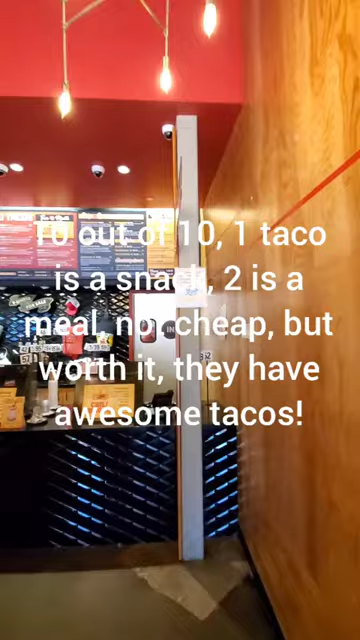 10 out of 10, 1 taco
is a snack, 2 is a
meal, not cheap, but
worth it, they have
awesome tacos!